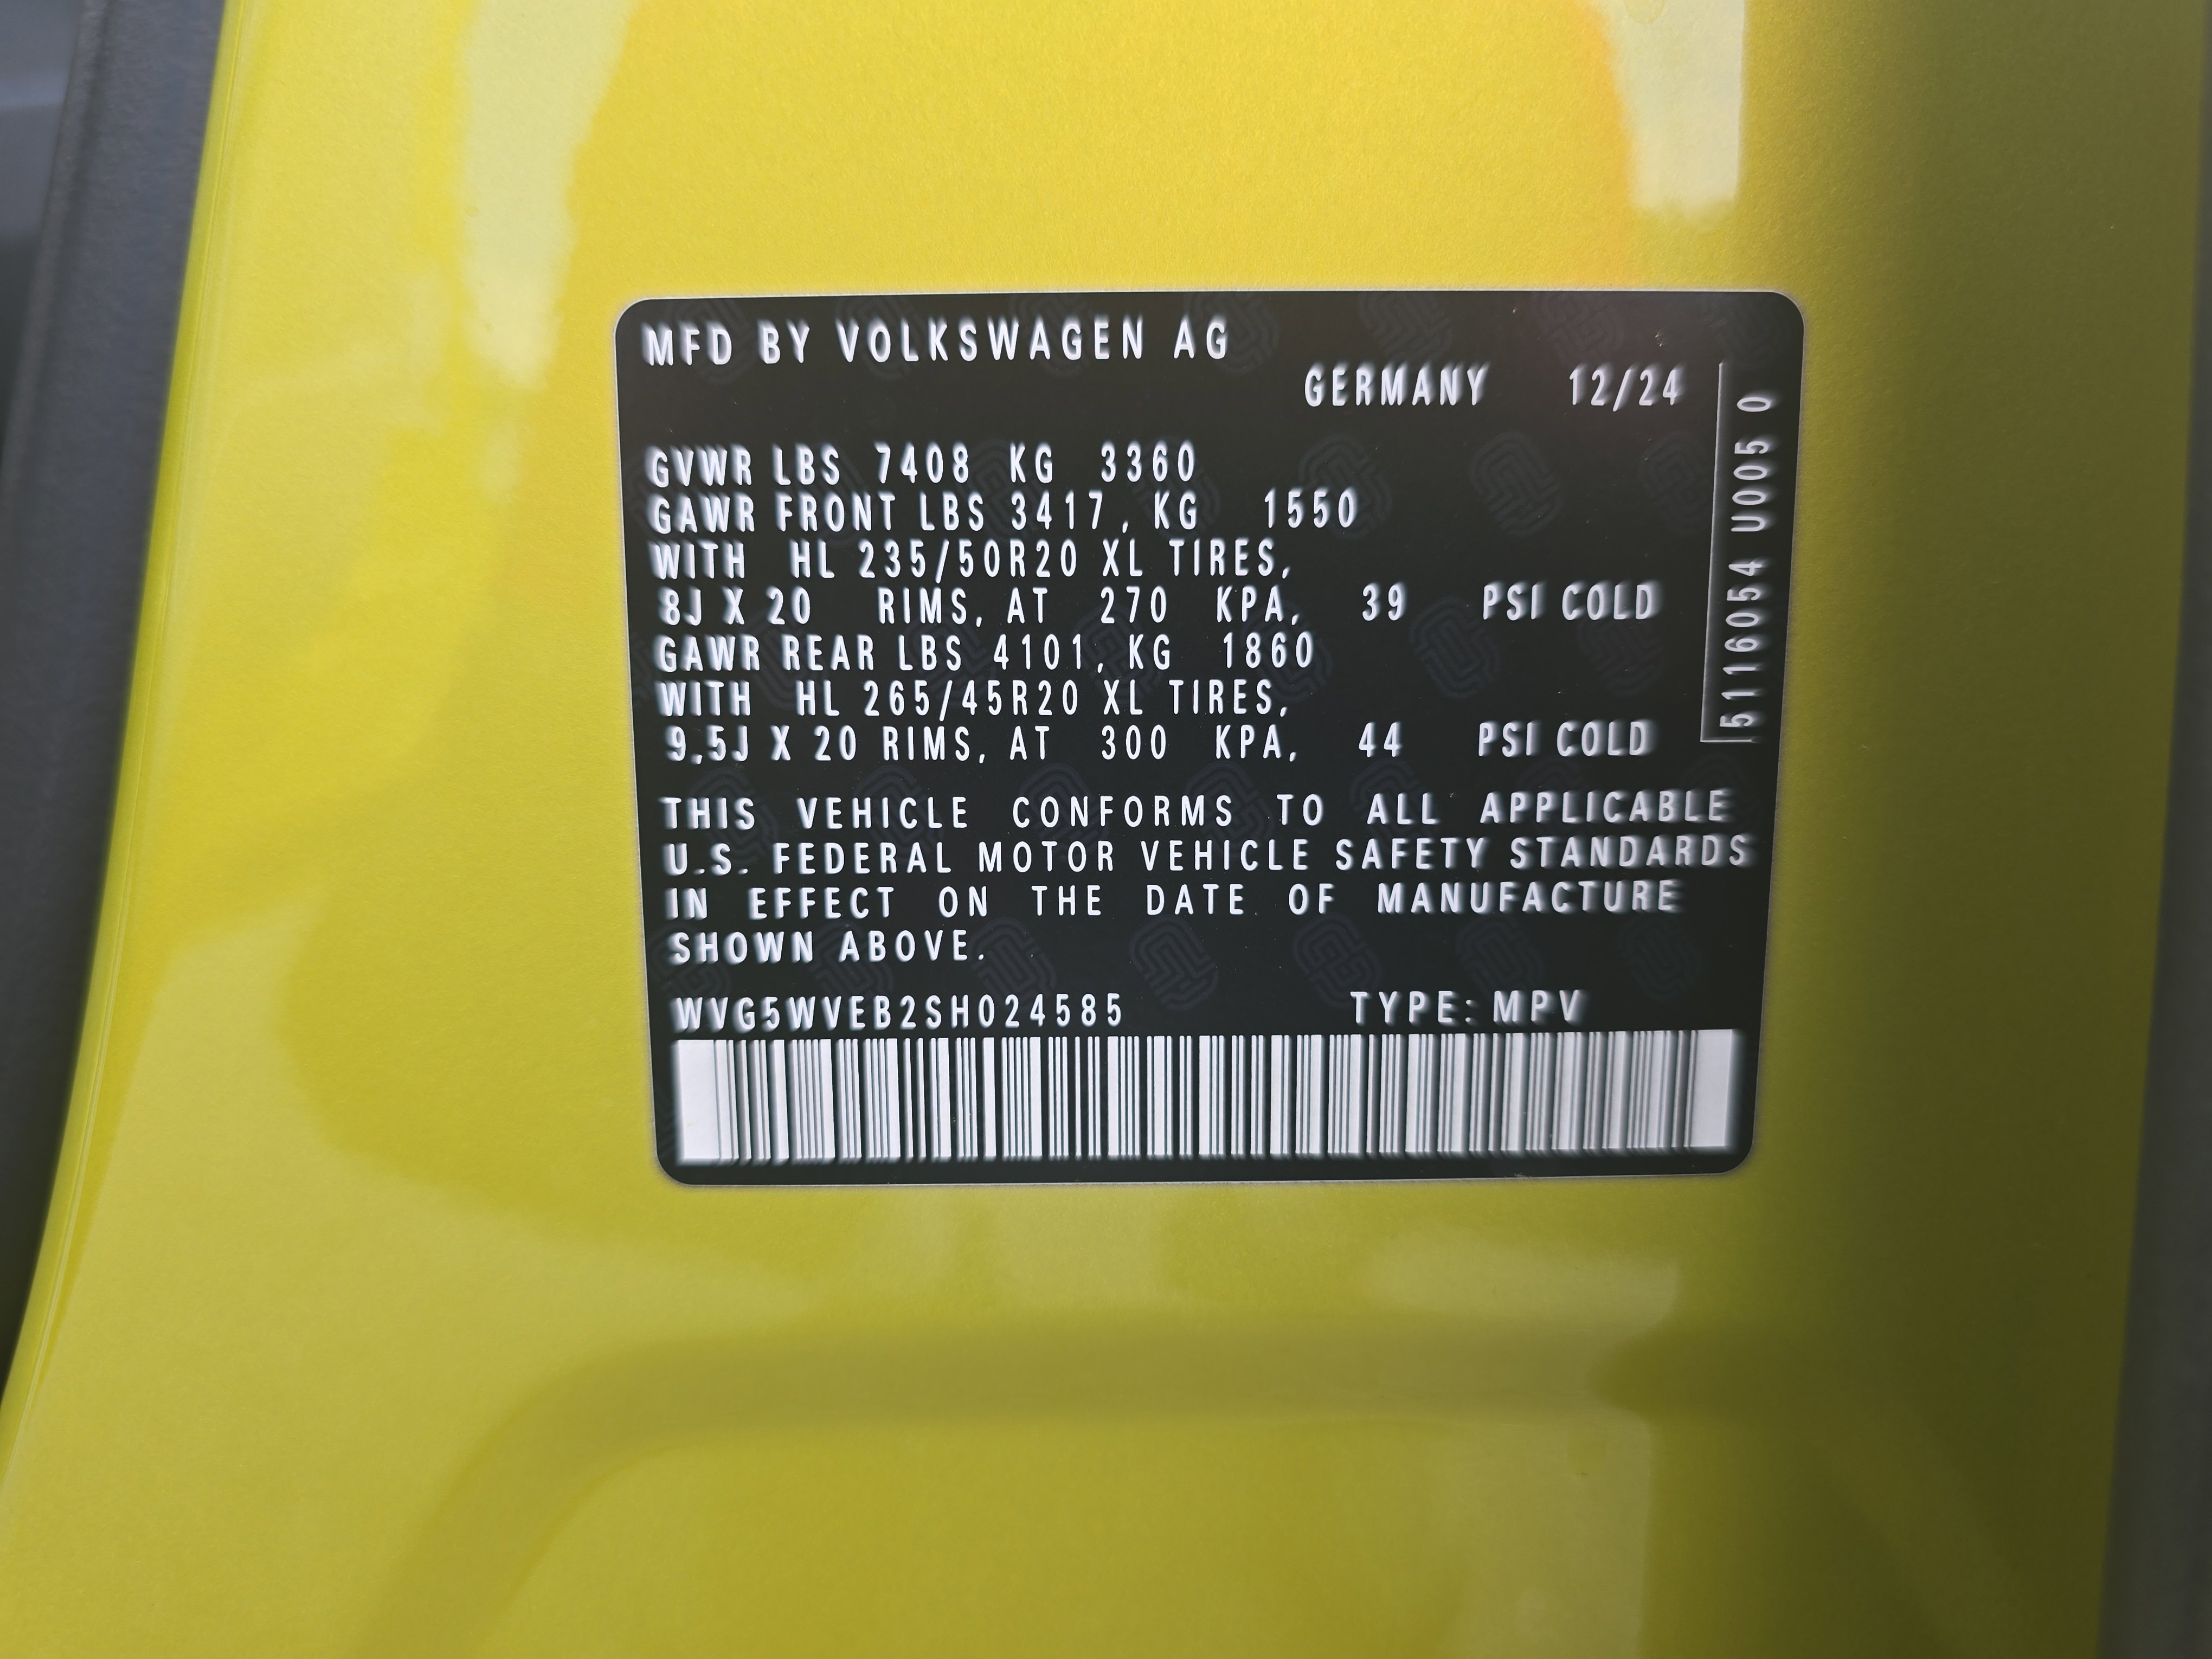 MFD BY VOLKSWAGEN AG
GERMANY 12/24
GVWR LBS 7408 KG 3360
GAWR FRONT LBS 3417, KG 1550
WITH HL 235/50R20 XL TIRES,
8J X 20 RIMS, AT 270 KPA, 39 PSI COLD
GAWR REAR LBS 4101, KG 1860
WITH HL 265/45R20 XL TIRES,
9,5J X 20 RIMS, AT 300 KPA, 44 PSI COLD
THIS VEHICLE CONFORMS TO ALL APPLICABLE
U.S. FEDERAL MOTOR VEHICLE SAFETY STANDARDS
IN EFFECT ON THE DATE OF MANUFACTURE
SHOWN ABOVE.
WVG5WVEB2SH024585 TYPE: MPV
5116054 U005 0